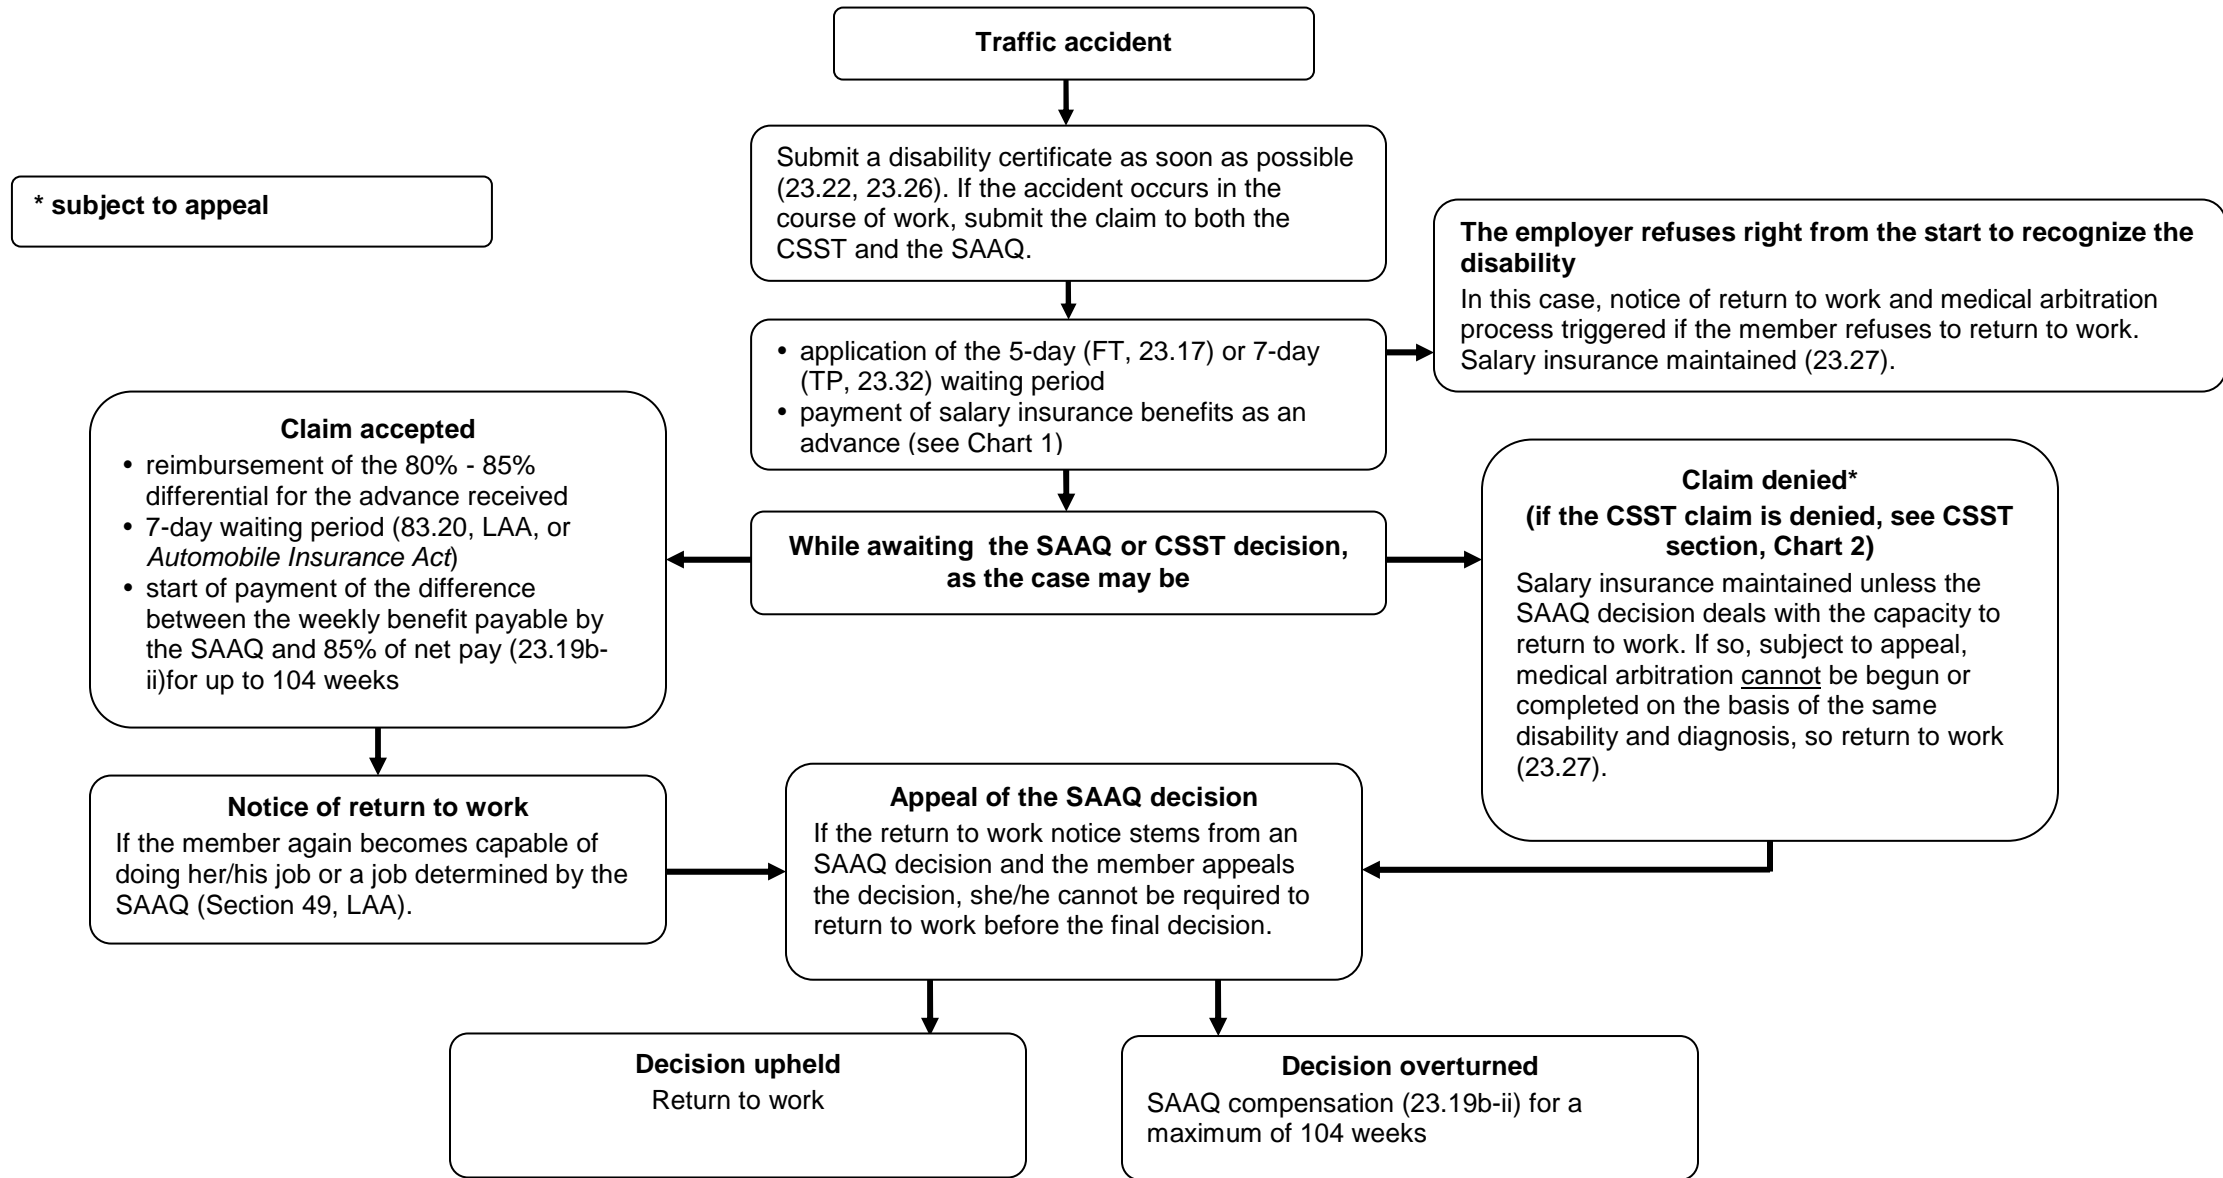 Traffic accident
Submit a disability certificate as soon as possible
(23.22, 23.26). If the accident occurs in the
course of work, submit the claim to both the
CSST and the SAAQ.
* subject to appeal
The employer refuses right from the start to recognize the
disability
In this case, notice of return to work and medical arbitration
process triggered if the member refuses to return to work.
Salary insurance maintained (23.27).
• application of the 5-day (FT, 23.17) or 7-day
(TP, 23.32) waiting period
• payment of salary insurance benefits as an
advance (see Chart 1)
Claim accepted
• reimbursement of the 80% - 85%
differential for the advance received
• 7-day waiting period (83.20, LAA, or
Automobile Insurance Act)
• start of payment of the difference
between the weekly benefit payable by
the SAAQ and 85% of net pay (23.19b-
ii)for up to 104 weeks
While awaiting  the SAAQ or CSST decision,
as the case may be
Claim denied*
(if the CSST claim is denied, see CSST
section, Chart 2)
Salary insurance maintained unless the
SAAQ decision deals with the capacity to
return to work. If so, subject to appeal,
medical arbitration cannot be begun or
completed on the basis of the same
disability and diagnosis, so return to work
(23.27).
Notice of return to work
If the member again becomes capable of
doing her/his job or a job determined by the
SAAQ (Section 49, LAA).
Appeal of the SAAQ decision
If the return to work notice stems from an
SAAQ decision and the member appeals
the decision, she/he cannot be required to
return to work before the final decision.
Decision upheld
Return to work
Decision overturned
SAAQ compensation (23.19b-ii) for a
maximum of 104 weeks